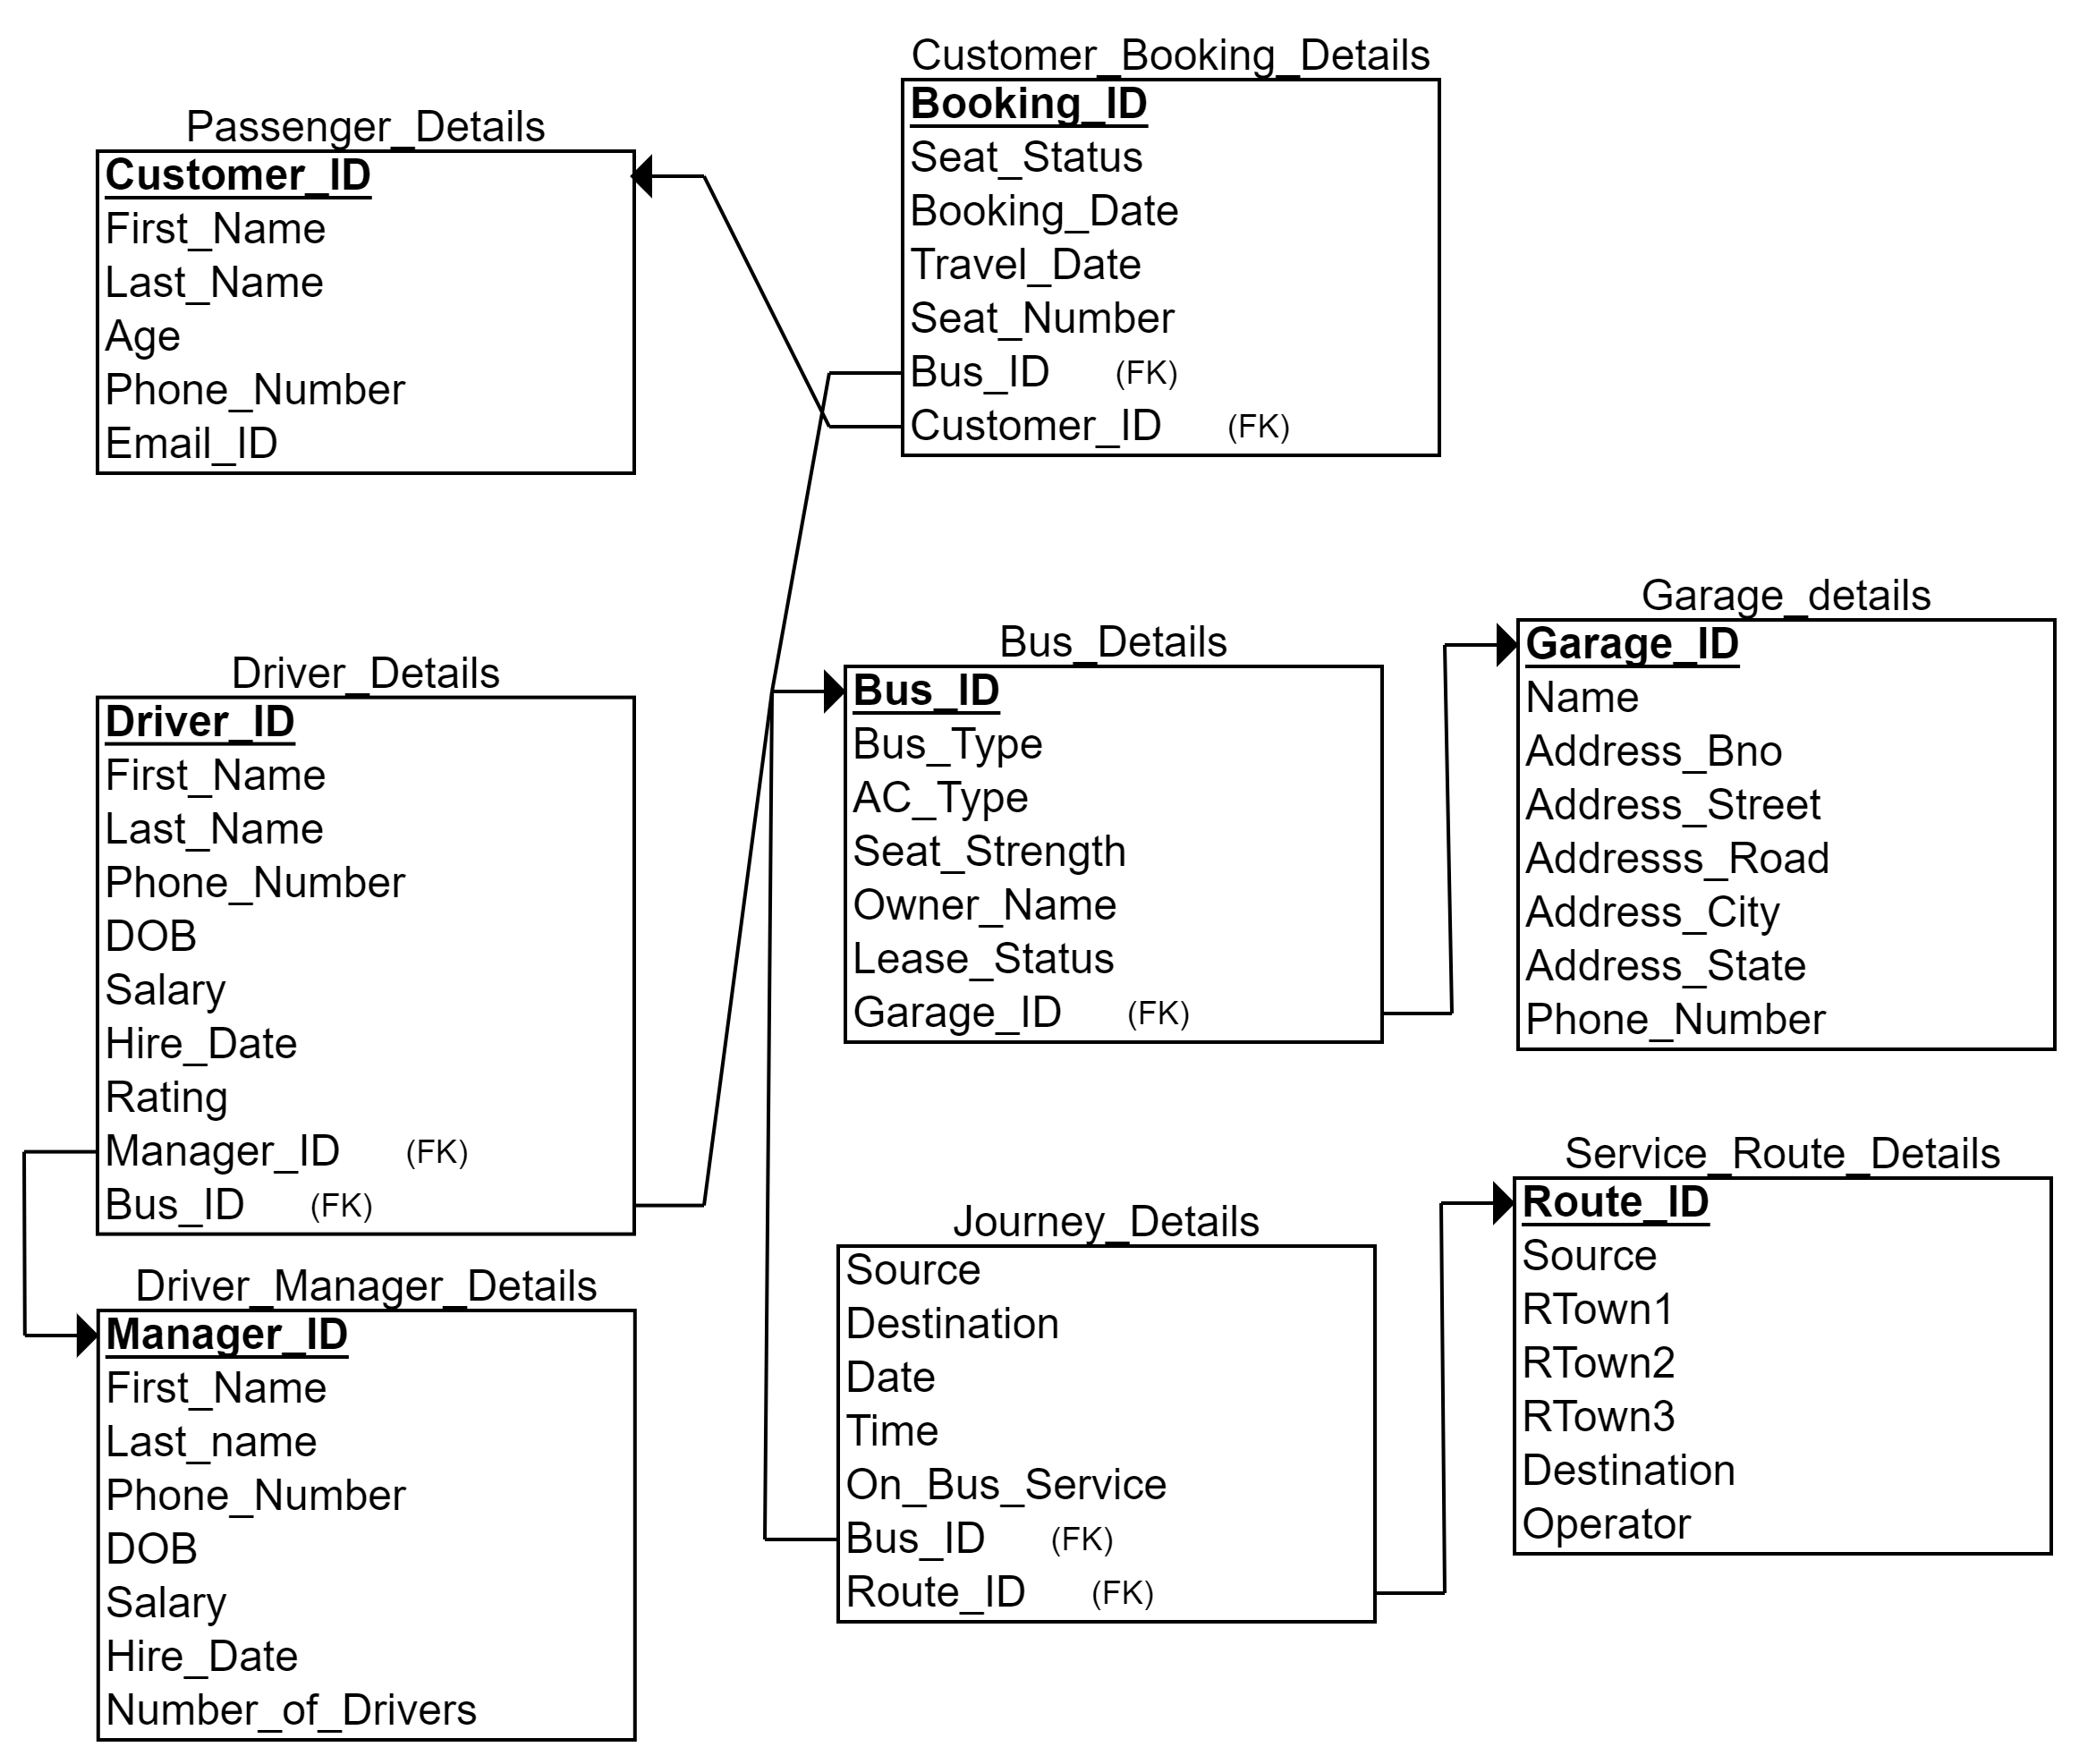 Customer_Booking_Details
Booking_ID
Seat_Status
Booking_Date
Travel_Date
Seat_Number
Bus_ID (FK)
Customer_ID (FK)
Passenger_Details
Customer_ID
First_Name
Last_Name
Age
Phone_Number
Email_ID
Garage_details
Garage_ID
Name
Address_Bno
Address_Street
Addresss_Road
Address_City
Address_State
Phone_Number
Bus_Details
Bus_ID
Bus_Type
AC_Type
Seat_Strength
Owner_Name
Lease_Status
Garage_ID (FK)
Driver_Details
Driver_ID
First_Name
Last_Name
Phone_Number
DOB
Salary
Hire_Date
Rating
Manager_ID (FK)
Bus_ID (FK)
Service_Route_Details
Route_ID
Source
RTown1
RTown2
RTown3
Destination
Operator
Journey_Details
Source
Destination
Date
Time
On_Bus_Service
Bus_ID (FK)
Route_ID (FK)
Driver_Manager_Details
Manager_ID
First_Name
Last_name
Phone_Number
DOB
Salary
Hire_Date
Number_of_Drivers